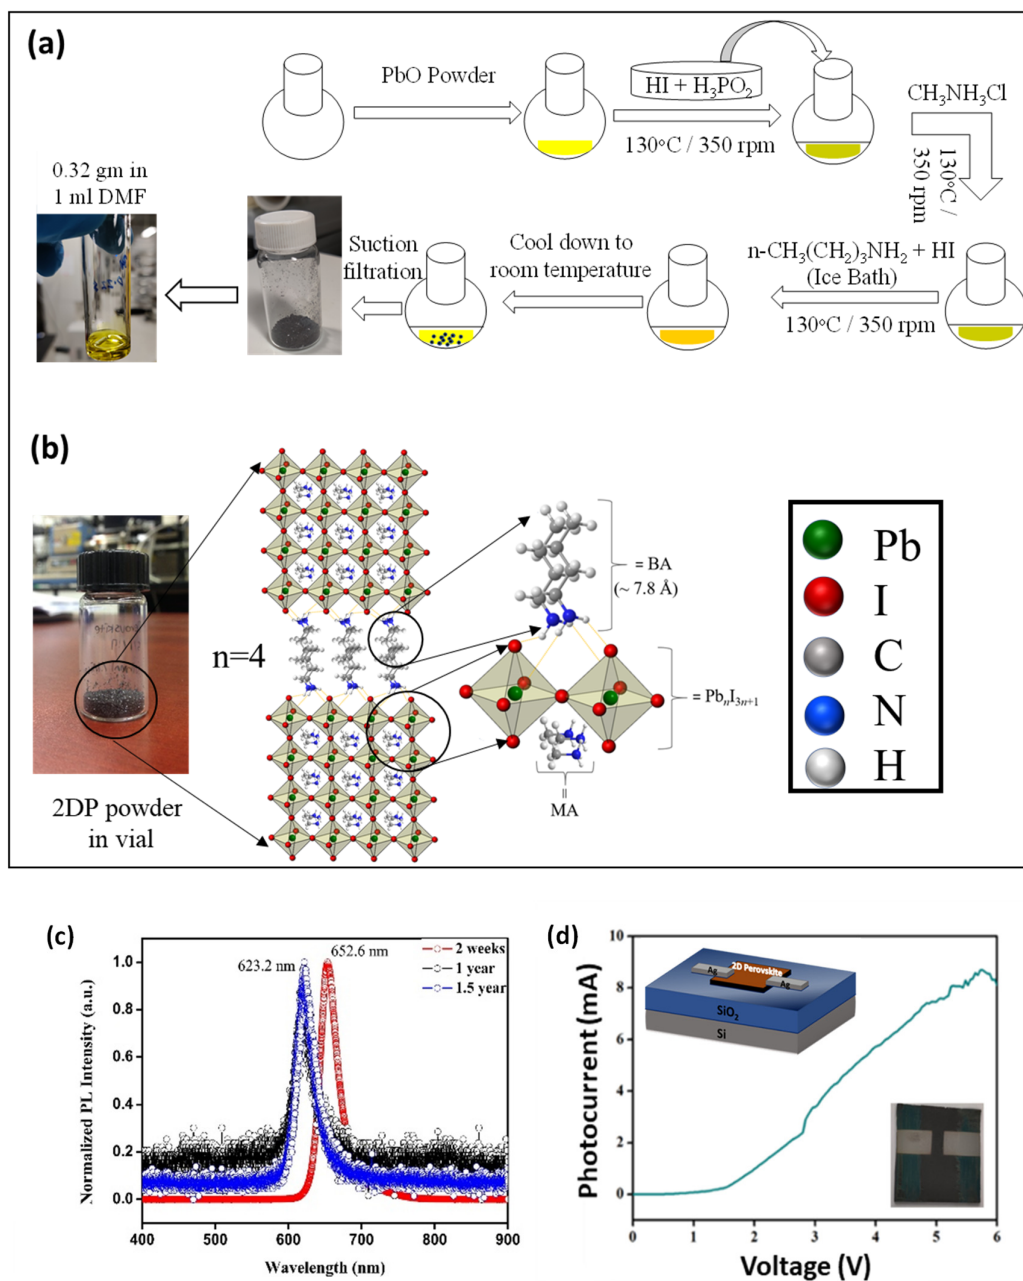 (a)
PbO Powder
HI + H₃PO₂
130°C / 350 rpm
CH₃NH₃Cl
130°C /
350 rpm
n-CH₃(CH₂)₃NH₂ + HI
(Ice Bath)
130°C / 350 rpm
Cool down to
room temperature
Suction
filtration
0.32 gm in
1 ml DMF
(b)
n=4
2DP powder
in vial
= BA
(~ 7.8 Å)
= PbₙI₃ₙ₊₁
=
MA
Pb
I
C
N
H
(c)
Normalized PL Intensity (a.u.)
1.0
0.8
0.6
0.4
0.2
0.0
623.2 nm
652.6 nm
2 weeks
1 year
1.5 year
400 500 600 700 800 900
Wavelength (nm)
(d)
Photocurrent (mA)
10
8
6
4
2
0
2D Perovskite
Ag
Ag
SiO₂
Si
0 1 2 3 4 5 6
Voltage (V)